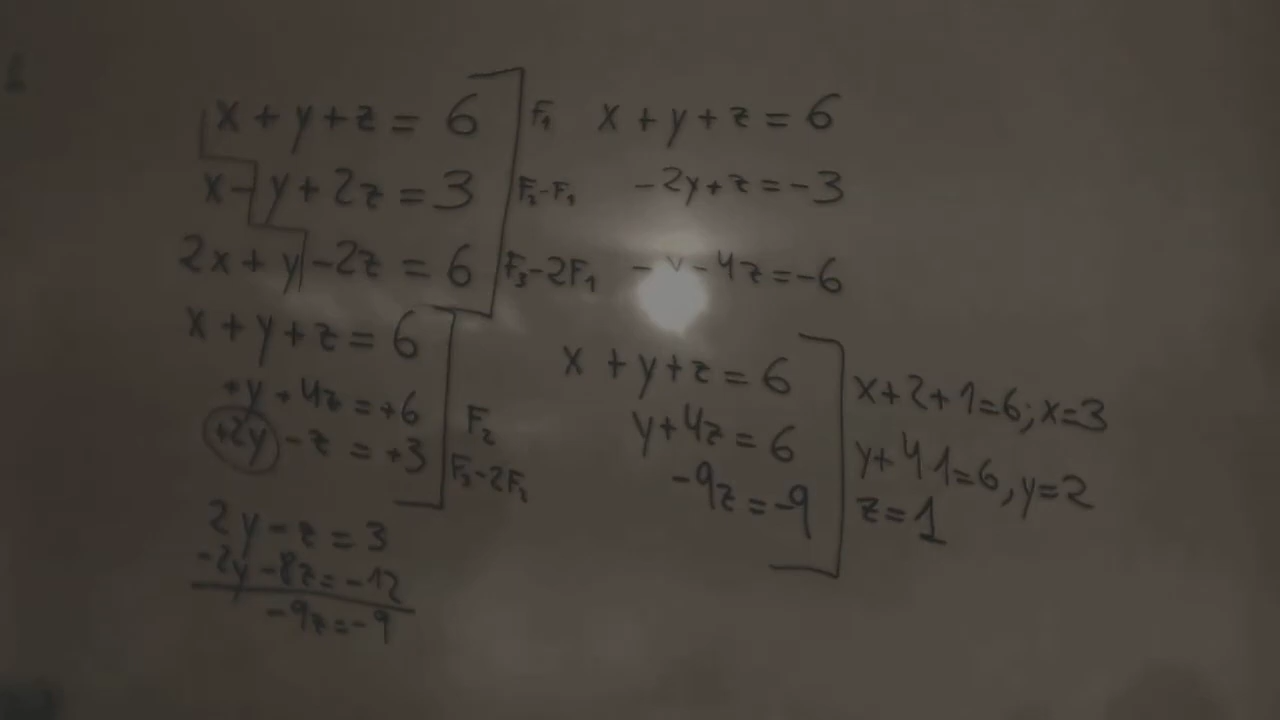 x + y + z = 6 F₁ x + y + z = 6
x - y + 2z = 3 F₂-F₁ -2y + z = -3
2x + y - 2z = 6 F₃-2F₁ -y - 4z = -6
x + y + z = 6
+y + 4z = +6 F₂
+2y - z = +3 F₃-2F₂
x + y + z = 6 x+2+1=6; x=3
y + 4z = 6 y+4·1=6, y=2
-9z = -9 z=1
2y - z = 3
-2y - 8z = -12
-9z = -9